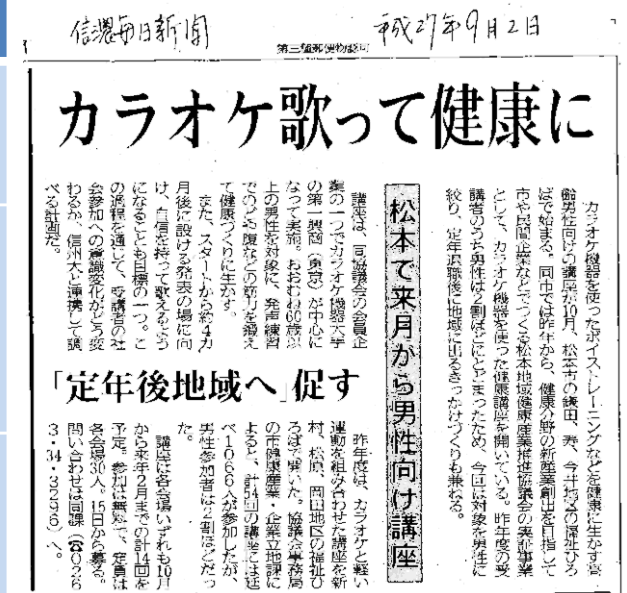 信濃毎日新聞
平成27年9月2日
第三種郵便物認可
カラオケ歌って健康に
松本で来月から男性向け講座
「定年後地域へ」促す
カラオケ機器を使ったボイストレーニングなどを健康に生かす高
齢男性向けの講座が10月、松本市の鎌田、寿、今井地区の福祉ひろ
ばで始まる。同市では昨年から、健康分野の新産業創出を目指して
市や民間企業などでつくる松本地域健康産業推進協議会の実証事業
として、カラオケ機器を使った健康講座を開いている。昨年度の受
講者のうち男性は2割ほどにとどまったため、今回は対象を男性に
絞り、定年退職後に地域に出るきっかけづくりも兼ねる。
講座は、同協議会の会員企
業の一つでカラオケ機器大手
の第一興商（東京）が中心に
なって実施。おおむね60歳以
上の男性を対象に、発声練習
でのどや腹などの筋力を鍛え
て健康づくりに生かす。
また、スタートから約4カ
月後に設ける発表の場に向
け、自信を持って歌えるよう
になることも目標の一つ。こ
の過程を通じて、受講者の社
会参加への意識変化がどう変
わるか、信州大と連携して調
べる計画だ。
昨年度は、カラオケと軽い
運動を組み合わせた講座を新
村、松原、岡田地区の福祉ひ
ろばで開いた。協議会事務局
の市健康産業・企業立地課に
よると、計54回の講座には延
べ1066人が参加したが、
男性参加者は2割ほどだっ
た。
講座は各会場いずれも10月
から来年2月までの計14回を
予定。参加は無料で、定員は
各会場30人。15日から募る。
問い合わせは同課（☎026
3・34・3296）へ。